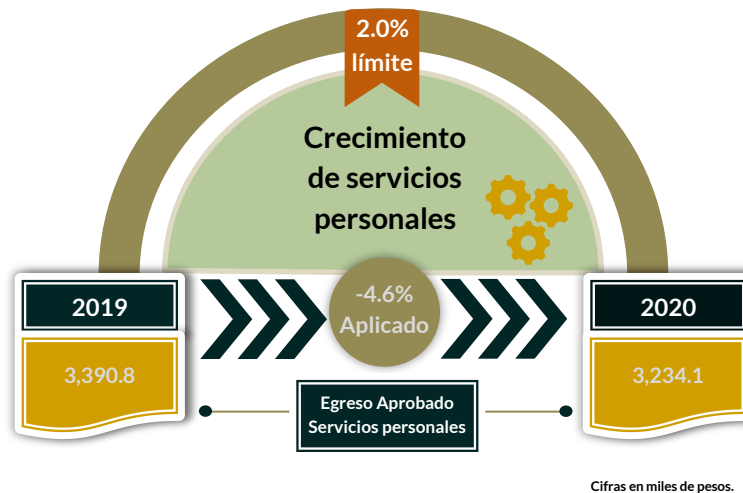 2.0%
límite
Crecimiento
de servicios
personales
-4.6%
Aplicado
2019
2020
3,390.8
3,234.1
Egreso Aprobado
Servicios personales
Cifras en miles de pesos.